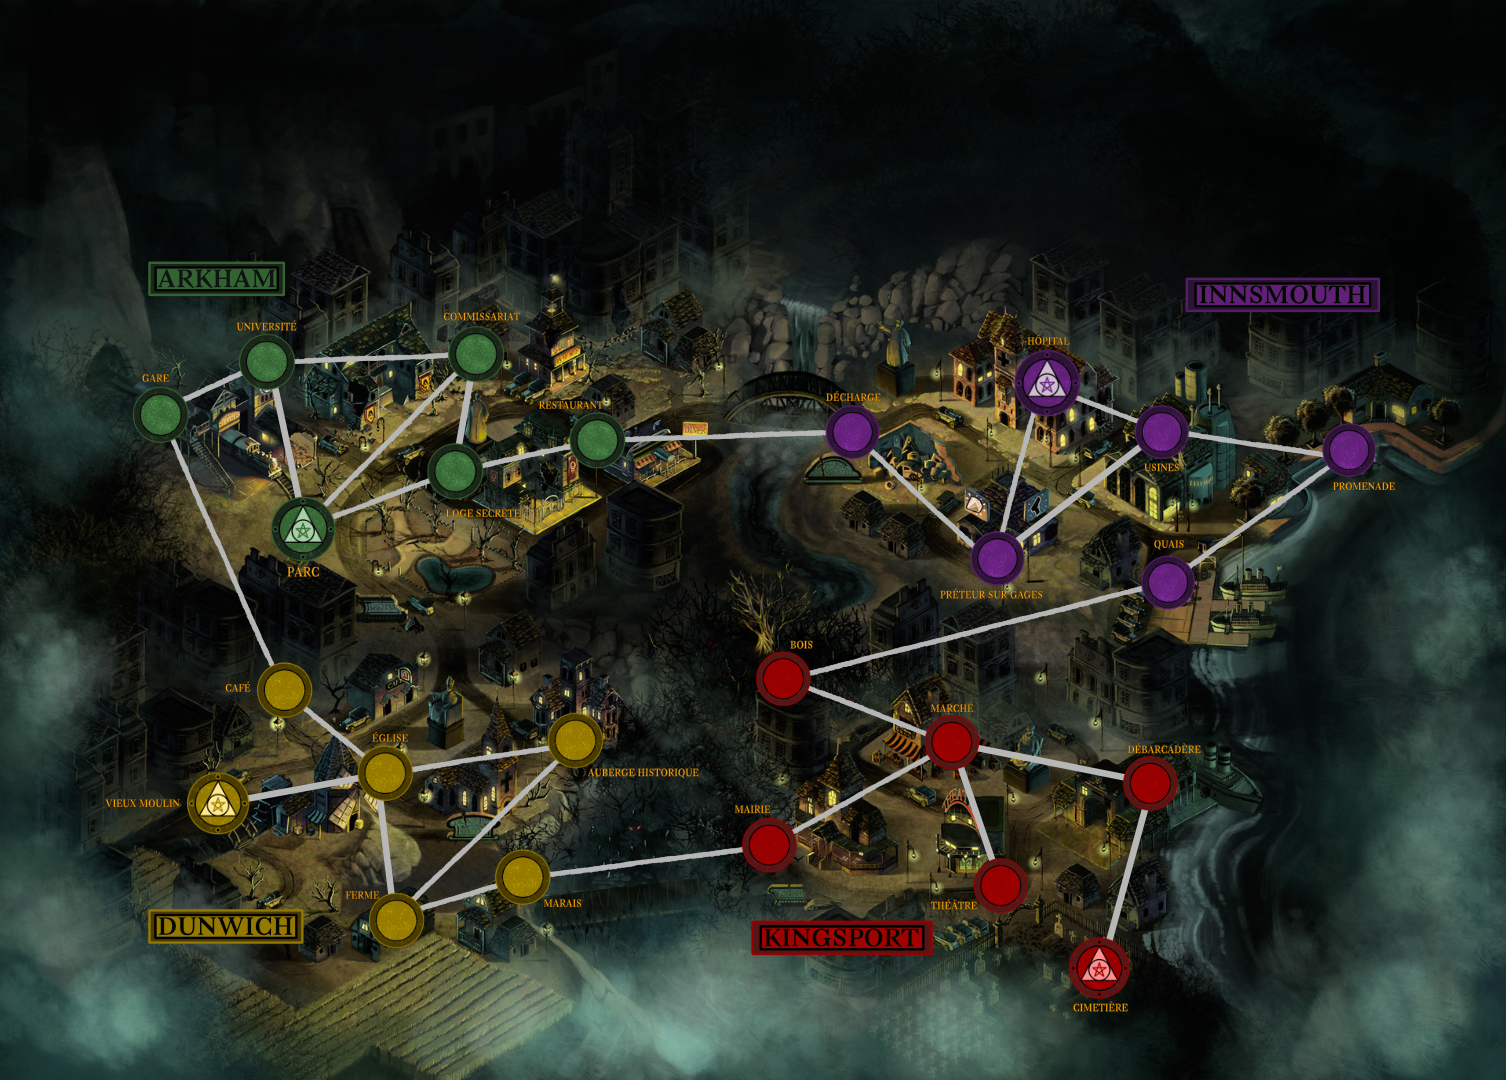 ARKHAM
INNSMOUTH
UNIVERSITÉ
COMMISSARIAT
HÔPITAL
GARE
RESTAURANT
DÉCHARGE
DINER
USINES
PROMENADE
LOGE SECRÈTE
QUAIS
PARC
PRÊTEUR SUR GAGES
BOIS
CAFÉ
MARCHÉ
ÉGLISE
DÉBARCADÈRE
AUBERGE HISTORIQUE
VIEUX MOULIN
MAIRIE
FERME
MARAIS
THÉÂTRE
DUNWICH
KINGSPORT
CIMETIÈRE